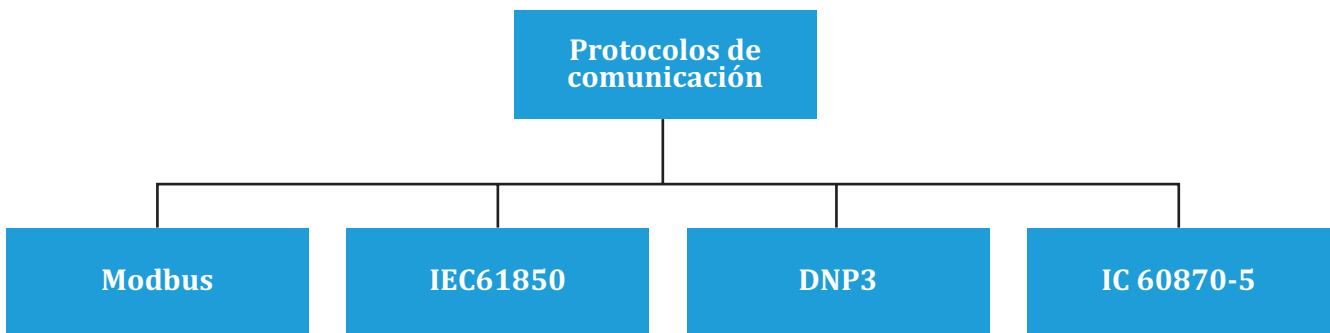 Protocolos de
comunicación
Modbus
IEC61850
DNP3
IC 60870-5